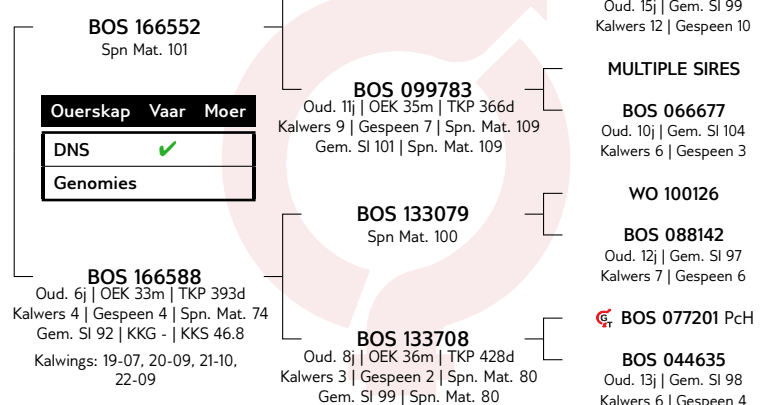 BOS 166552
Spn Mat. 101
Ouerskap Vaar Moer
DNS ✔
Genomies
BOS 166588
Oud. 6j | OEK 33m | TKP 393d
Kalwers 4 | Gespeen 4 | Spn. Mat. 74
Gem. SI 92 | KKG - | KKS 46.8
Kalwings: 19-07, 20-09, 21-10,
22-09
BOS 099783
Oud. 11j | OEK 35m | TKP 366d
Kalwers 9 | Gespeen 7 | Spn. Mat. 109
Gem. SI 101 | Spn. Mat. 109
BOS 133079
Spn Mat. 100
BOS 133708
Oud. 8j | OEK 36m | TKP 428d
Kalwers 3 | Gespeen 2 | Spn. Mat. 80
Gem. SI 99 | Spn. Mat. 80
Oud. 15j | Gem. SI 99
Kalwers 12 | Gespeen 10
MULTIPLE SIRES
BOS 066677
Oud. 10j | Gem. SI 104
Kalwers 6 | Gespeen 3
WO 100126
BOS 088142
Oud. 12j | Gem. SI 97
Kalwers 7 | Gespeen 6
GT BOS 077201 PcH
BOS 044635
Oud. 13j | Gem. SI 98
Kalwers 6 | Gespeen 4